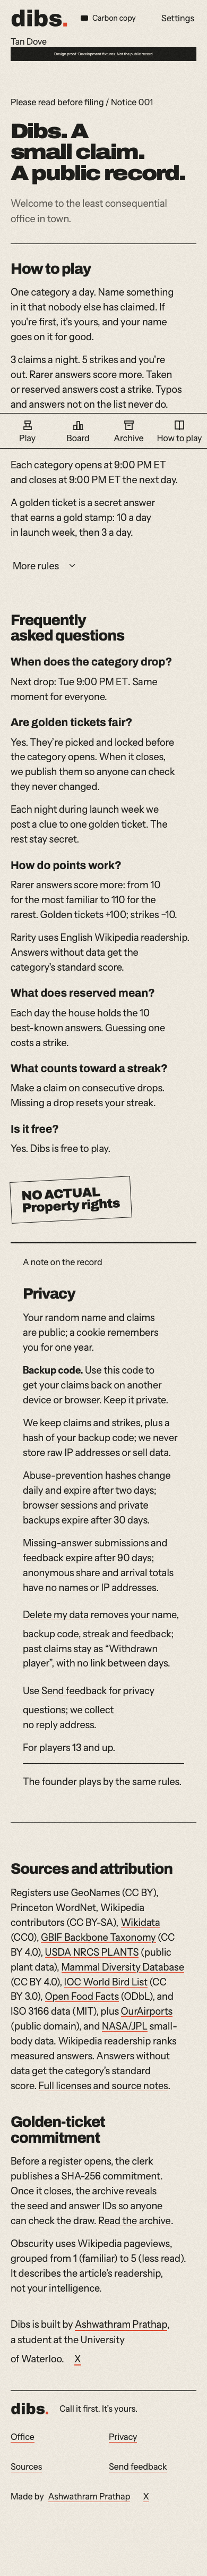 dibs.
Carbon copy
Settings
Tan Dove
Design proof · Development fixtures · Not the public record
Please read before filing / Notice 001
Dibs. A
small claim.
A public record.
Welcome to the least consequential
office in town.
How to play
One category a day. Name something
in it that nobody else has claimed. If
you're first, it's yours, and your name
goes on it for good.
3 claims a night. 5 strikes and you're
out. Rarer answers score more. Taken
or reserved answers cost a strike. Typos
and answers not on the list never do.
Play
Board
Archive
How to play
Each category opens at 9:00 PM ET
and closes at 9:00 PM ET the next day.
A golden ticket is a secret answer
that earns a gold stamp: 10 a day
in launch week, then 3 a day.
More rules
Frequently
asked questions
When does the category drop?
Next drop: Tue 9:00 PM ET. Same
moment for everyone.
Are golden tickets fair?
Yes. They're picked and locked before
the category opens. When it closes,
we publish them so anyone can check
they never changed.
Each night during launch week we
post a clue to one golden ticket. The
rest stay secret.
How do points work?
Rarer answers score more: from 10
for the most familiar to 110 for the
rarest. Golden tickets +100; strikes −10.
Rarity uses English Wikipedia readership.
Answers without data get the
category's standard score.
What does reserved mean?
Each day the house holds the 10
best-known answers. Guessing one
costs a strike.
What counts toward a streak?
Make a claim on consecutive drops.
Missing a drop resets your streak.
Is it free?
Yes. Dibs is free to play.
NO ACTUAL
Property rights
A note on the record
Privacy
Your random name and claims
are public; a cookie remembers
you for one year.
Backup code. Use this code to
get your claims back on another
device or browser. Keep it private.
We keep claims and strikes, plus a
hash of your backup code; we never
store raw IP addresses or sell data.
Abuse-prevention hashes change
daily and expire after two days;
browser sessions and private
backups expire after 30 days.
Missing-answer submissions and
feedback expire after 90 days;
anonymous share and arrival totals
have no names or IP addresses.
Delete my data removes your name,
backup code, streak and feedback;
past claims stay as “Withdrawn
player”, with no link between days.
Use Send feedback for privacy
questions; we collect
no reply address.
For players 13 and up.
The founder plays by the same rules.
Sources and attribution
Registers use GeoNames (CC BY),
Princeton WordNet, Wikipedia
contributors (CC BY-SA), Wikidata
(CC0), GBIF Backbone Taxonomy (CC
BY 4.0), USDA NRCS PLANTS (public
plant data), Mammal Diversity Database
(CC BY 4.0), IOC World Bird List (CC
BY 3.0), Open Food Facts (ODbL), and
ISO 3166 data (MIT), plus OurAirports
(public domain), and NASA/JPL small-
body data. Wikipedia readership ranks
measured answers. Answers without
data get the category's standard
score. Full licenses and source notes.
Golden-ticket
commitment
Before a register opens, the clerk
publishes a SHA-256 commitment.
Once it closes, the archive reveals
the seed and answer IDs so anyone
can check the draw. Read the archive.
Obscurity uses Wikipedia pageviews,
grouped from 1 (familiar) to 5 (less read).
It describes the article's readership,
not your intelligence.
Dibs is built by Ashwathram Prathap,
a student at the University
of Waterloo. X
dibs.
Call it first. It's yours.
Office
Privacy
Sources
Send feedback
Made by Ashwathram Prathap X